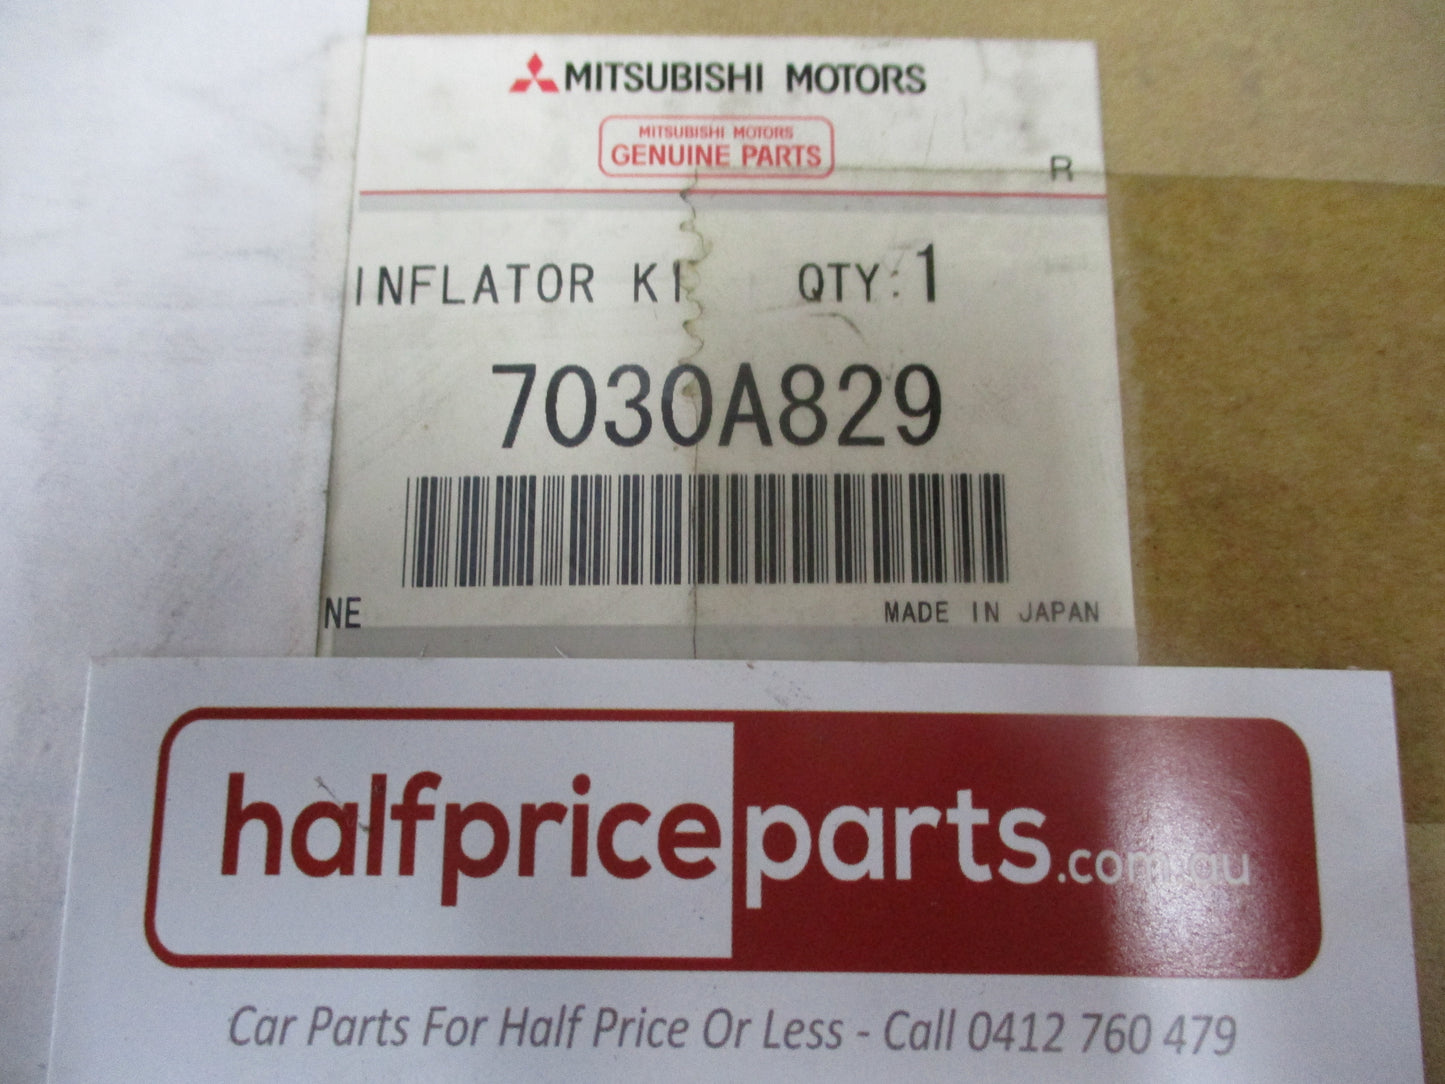 MITSUBISHI MOTORS
MITSUBISHI MOTORS
GENUINE PARTS
R
INFLATOR KI QTY:1
7030A829
NE MADE IN JAPAN
halfpriceparts.com.au
Car Parts For Half Price Or Less - Call 0412 760 479